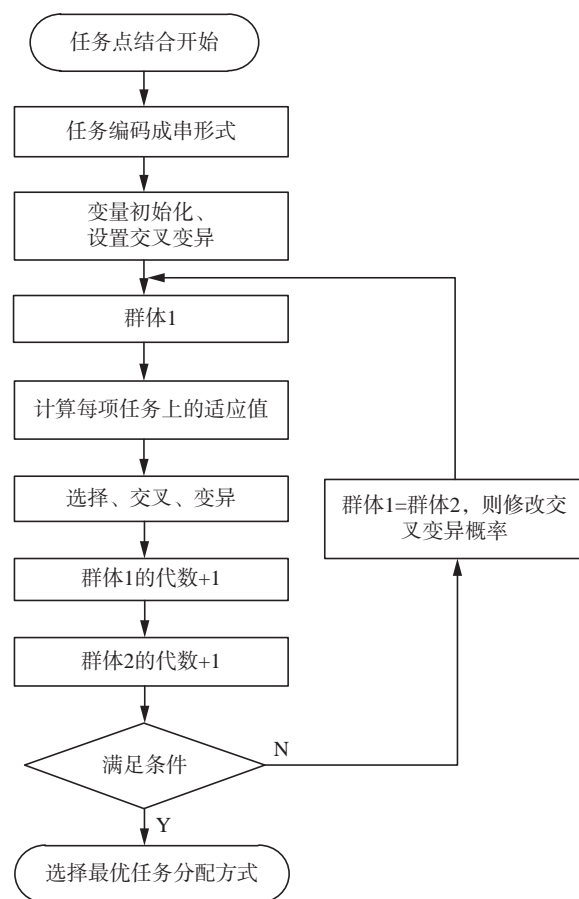 任务点结合开始
任务编码成串形式
变量初始化、
设置交叉变异
群体1
计算每项任务上的适应值
选择、交叉、变异
群体1=群体2，则修改交
叉变异概率
群体1的代数+1
群体2的代数+1
满足条件
N
Y
选择最优任务分配方式